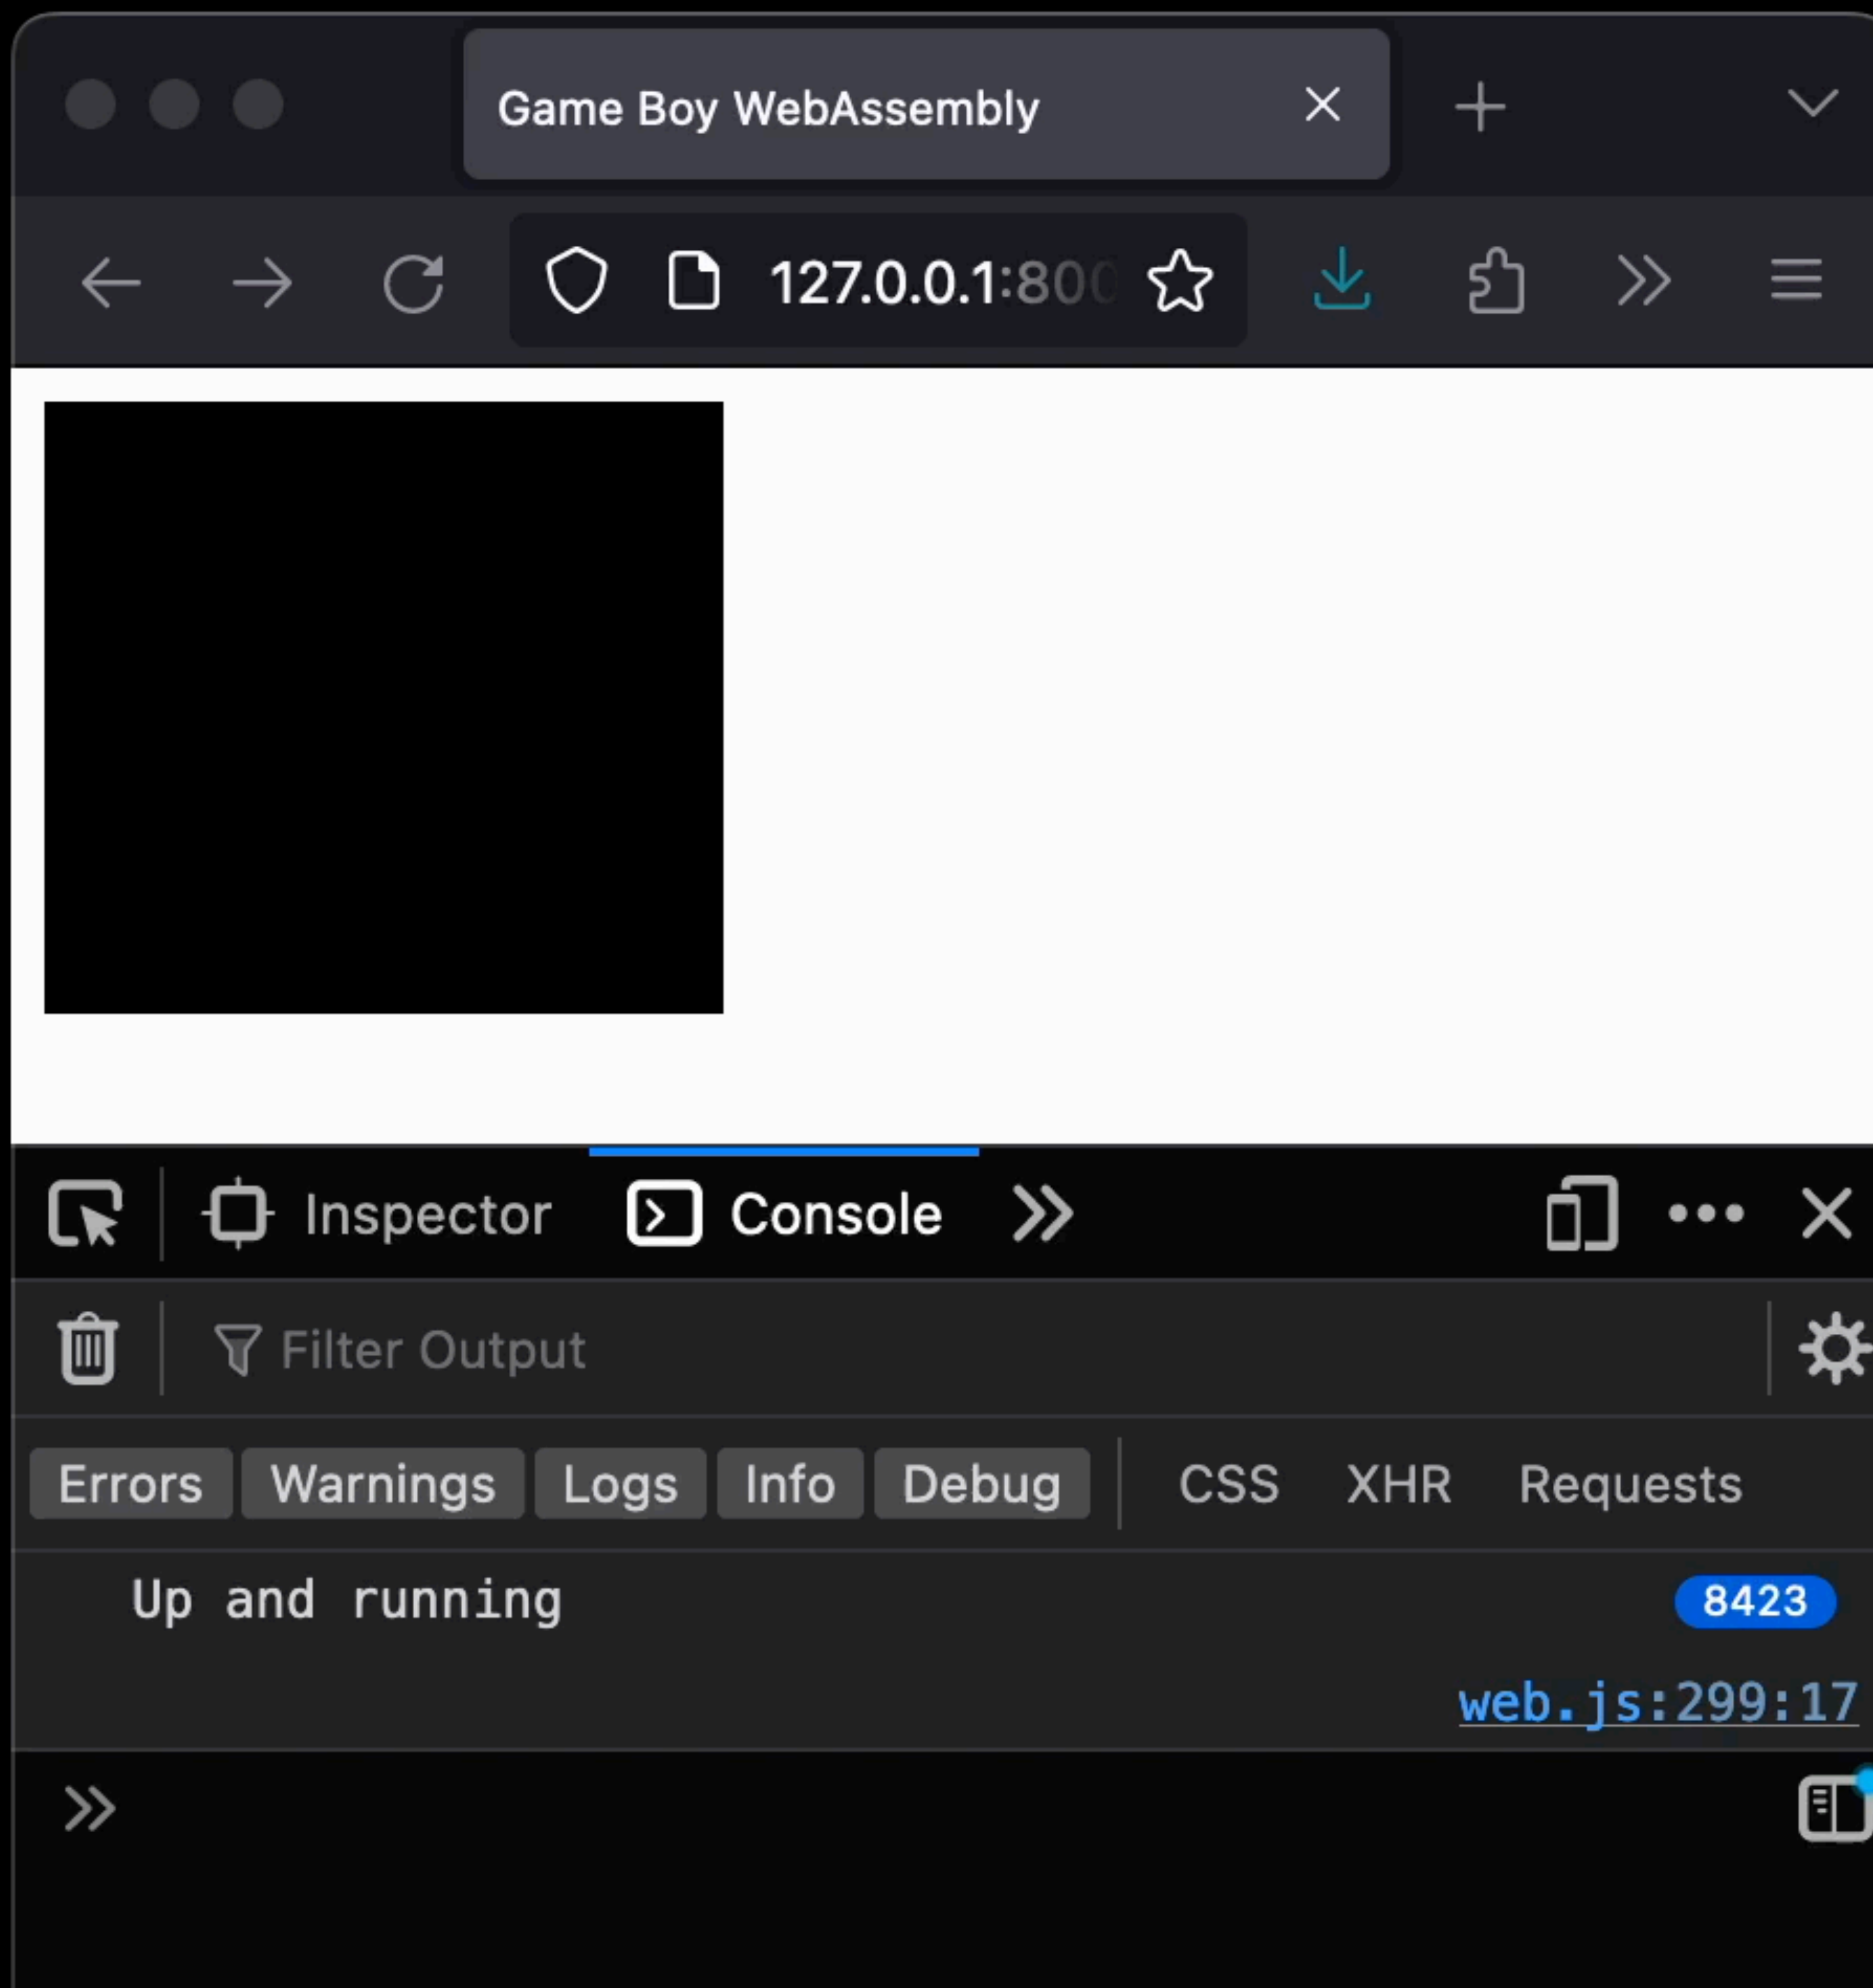 Game Boy WebAssembly
127.0.0.1:800
Inspector Console
Filter Output
Errors Warnings Logs Info Debug CSS XHR Requests
Up and running 8423
web.js:299:17